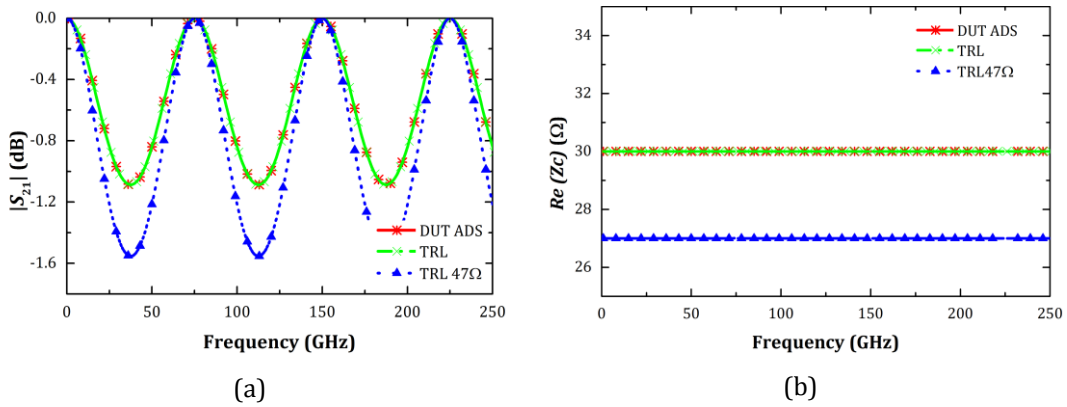 0.0
-0.4
-0.8
-1.2
-1.6
|S21| (dB)
DUT ADS
TRL
TRL 47Ω
0 50 100 150 200 250
Frequency (GHz)
(a)
34
32
30
28
26
Re (Zc) (Ω)
DUT ADS
TRL
TRL47Ω
0 50 100 150 200 250
Frequency (GHz)
(b)